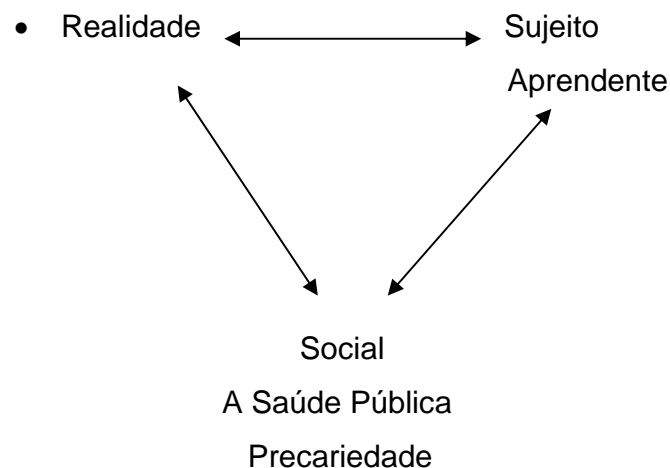 • Realidade Sujeito
Aprendente
Social
A Saúde Pública
Precariedade